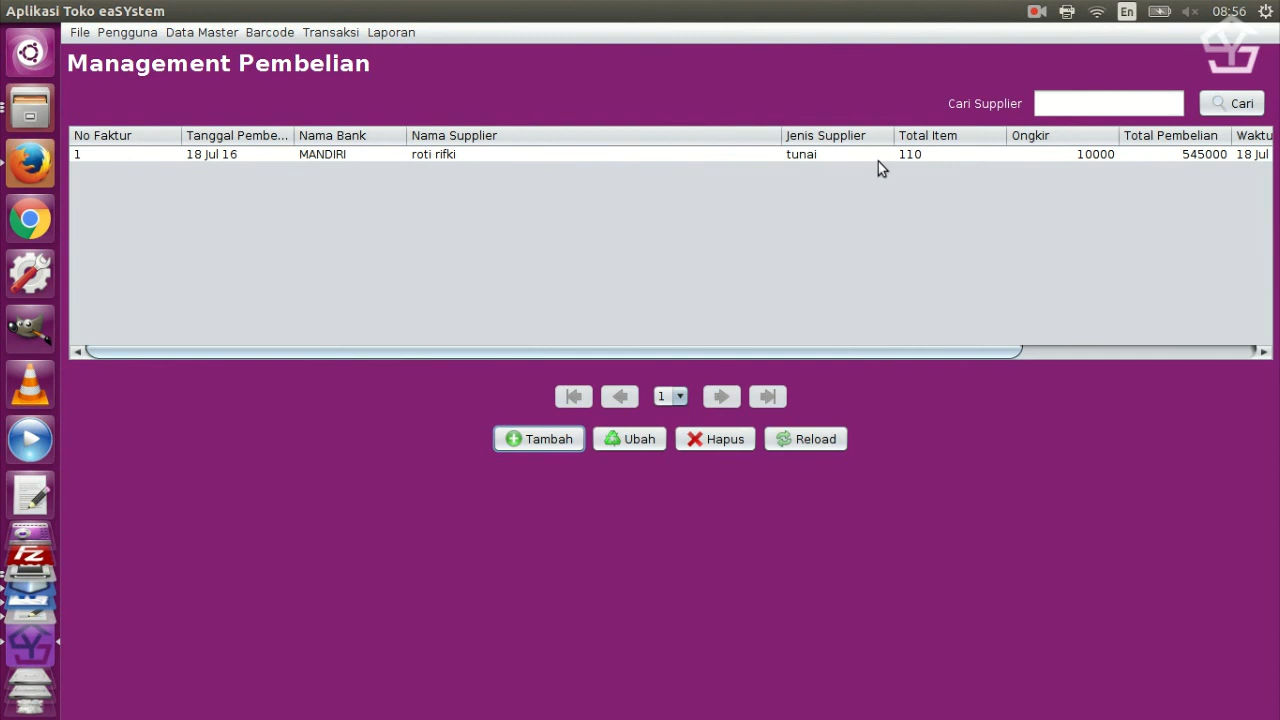 Aplikasi Toko eaSYstem En 08:56
File Pengguna Data Master Barcode Transaksi Laporan
Management Pembelian
Cari Supplier Cari
No Faktur Tanggal Pembe... Nama Bank Nama Supplier Jenis Supplier Total Item Ongkir Total Pembelian Waktu
1 18 Jul 16 MANDIRI roti rifki tunai 110 10000 545000 18 Jul
1
Tambah Ubah Hapus Reload
Fz